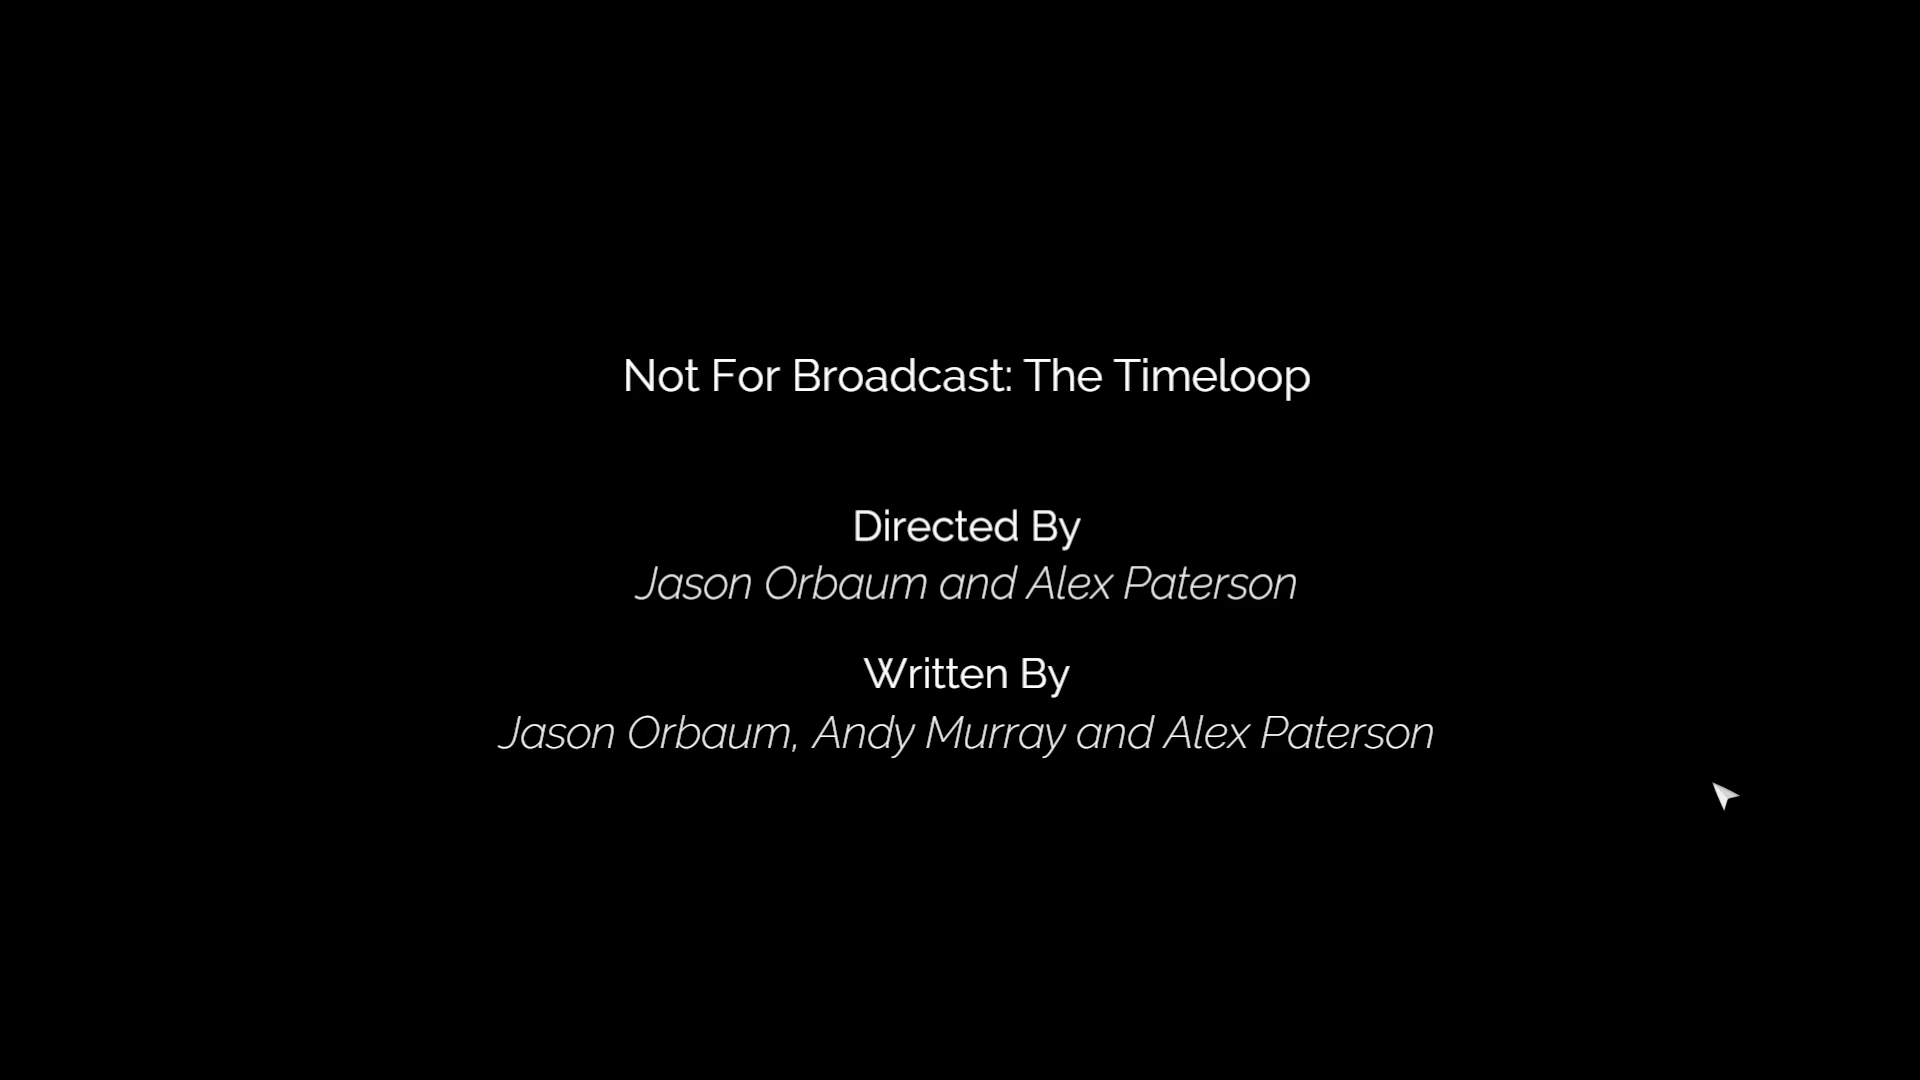 Not For Broadcast: The Timeloop
Directed By
Jason Orbaum and Alex Paterson
Written By
Jason Orbaum, Andy Murray and Alex Paterson